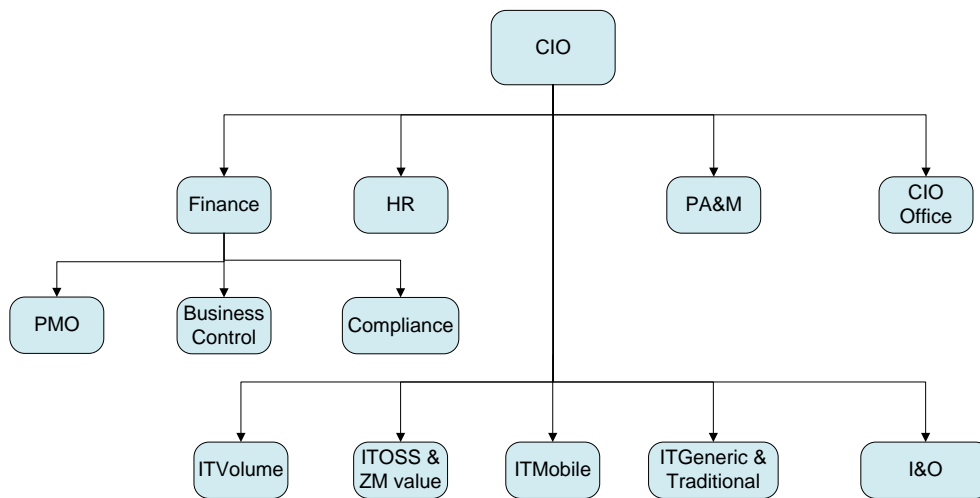 CIO
Finance
HR
PA&M
CIO
Office
PMO
Business
Control
Compliance
ITVolume
ITOSS &
ZM value
ITMobile
ITGeneric &
Traditional
I&O